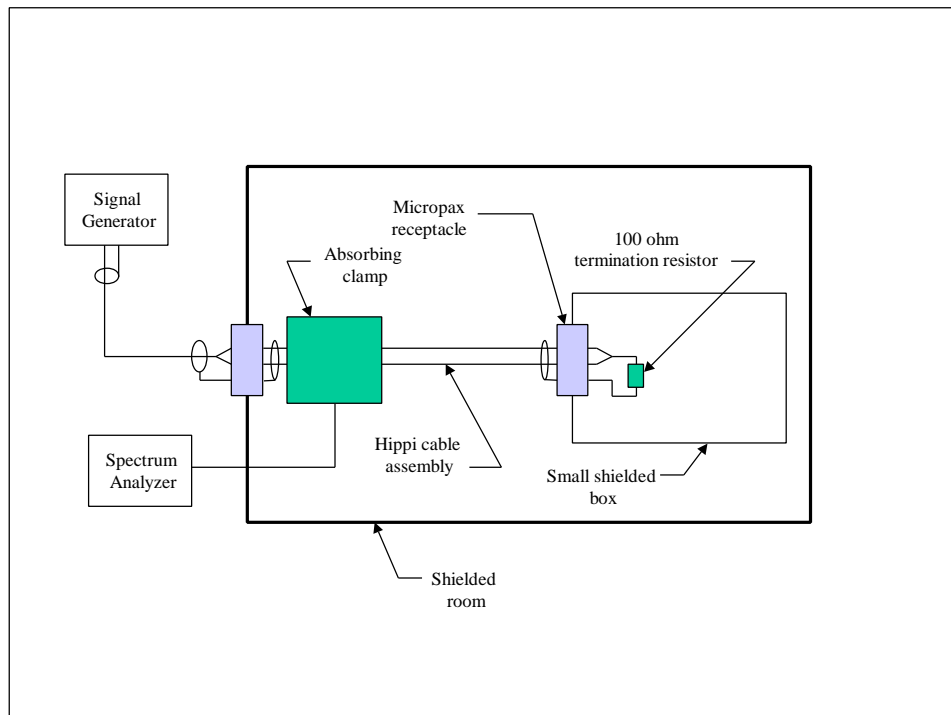 Signal
Generator
Micropax
receptacle
100 ohm
termination resistor
Absorbing
clamp
Spectrum
Analyzer
Hippi cable
assembly
Small shielded
box
Shielded
room